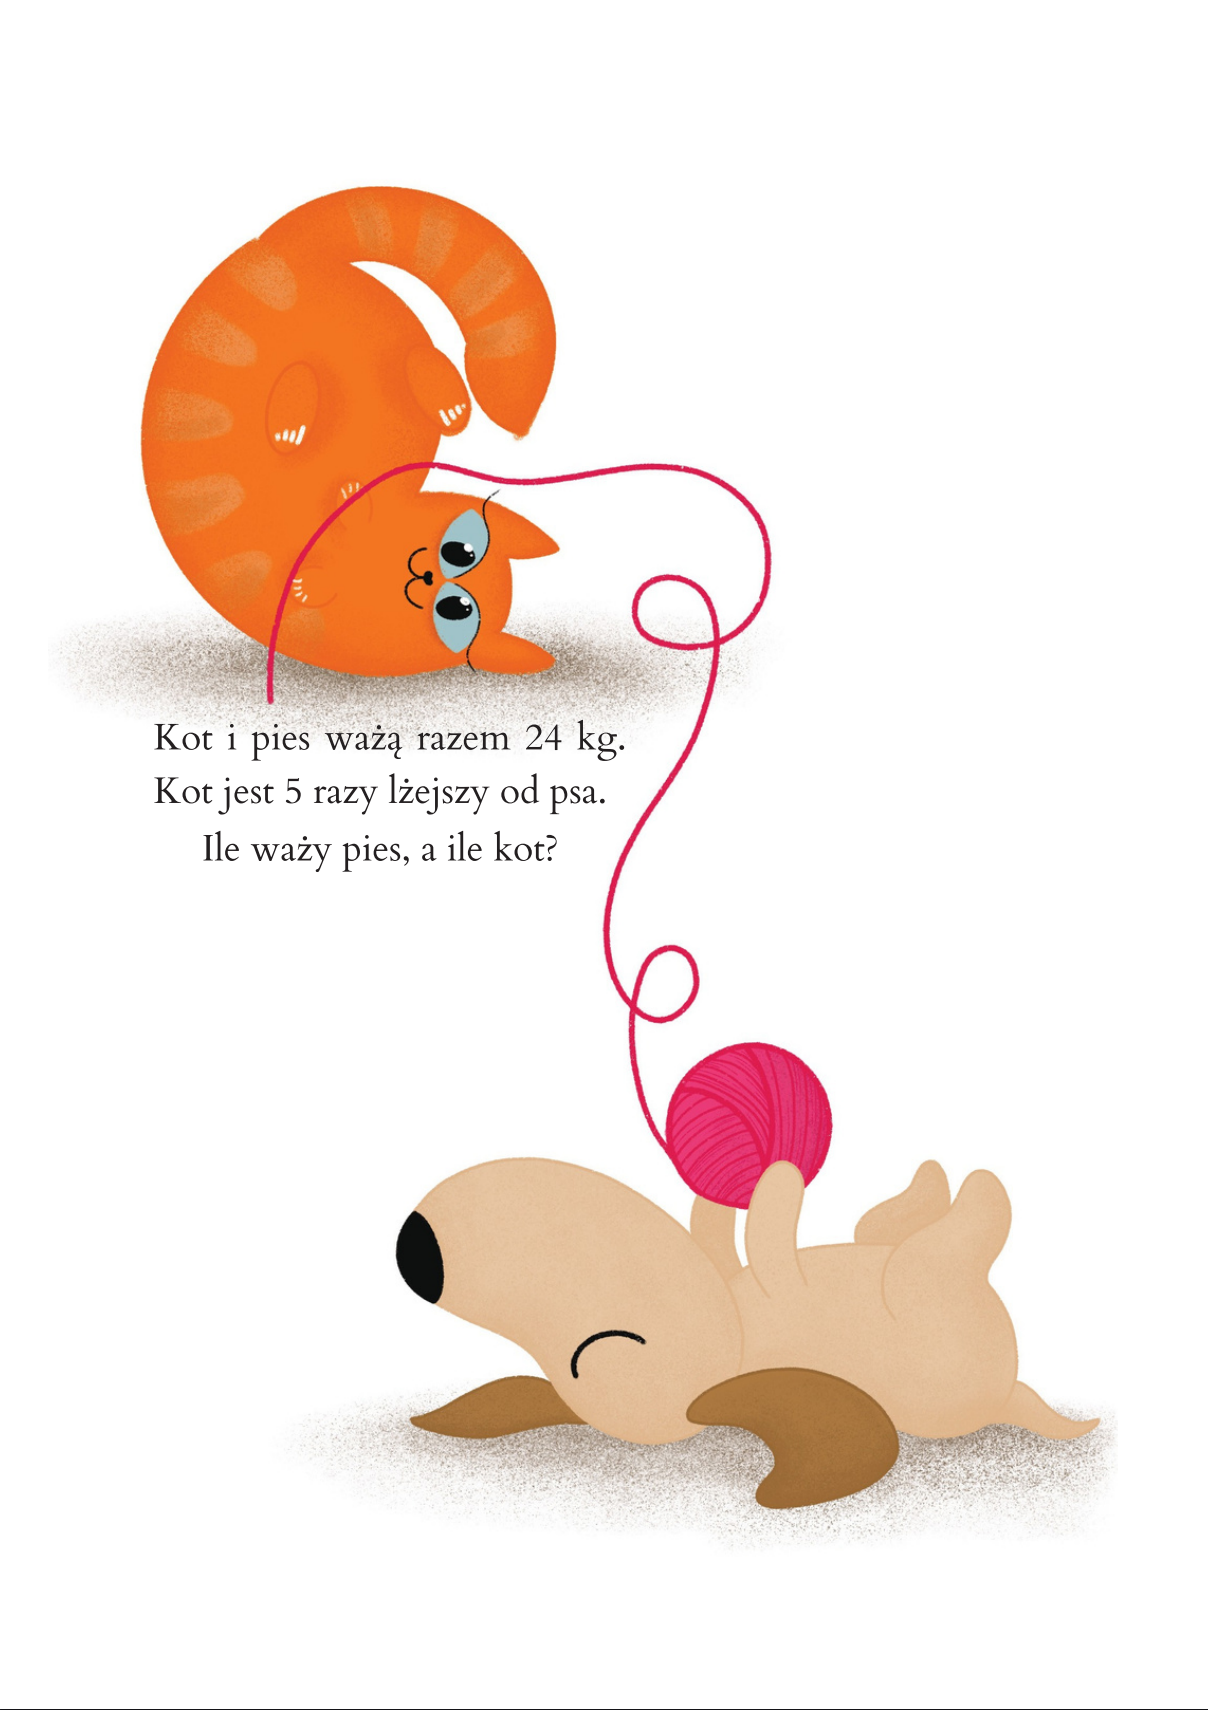 Kot i pies ważą razem 24 kg.
Kot jest 5 razy lżejszy od psa.
Ile waży pies, a ile kot?